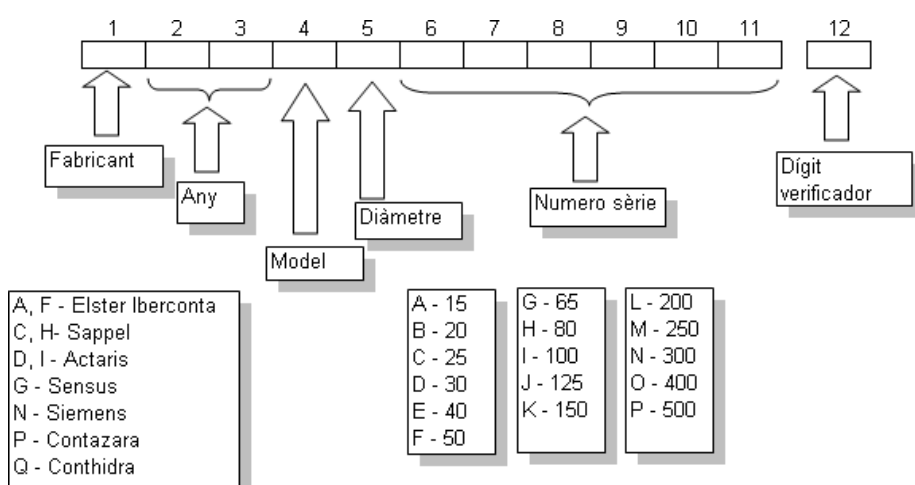 1 2 3 4 5 6 7 8 9 10 11 12
Fabricant
Any
Model
Diàmetre
Numero sèrie
Dígit
verificador
A, F - Elster Iberconta
C, H- Sappel
D, I - Actaris
G - Sensus
N - Siemens
P - Contazara
Q - Conthidra
A - 15
B - 20
C - 25
D - 30
E - 40
F - 50
G - 65
H - 80
I - 100
J - 125
K - 150
L - 200
M - 250
N - 300
O - 400
P - 500